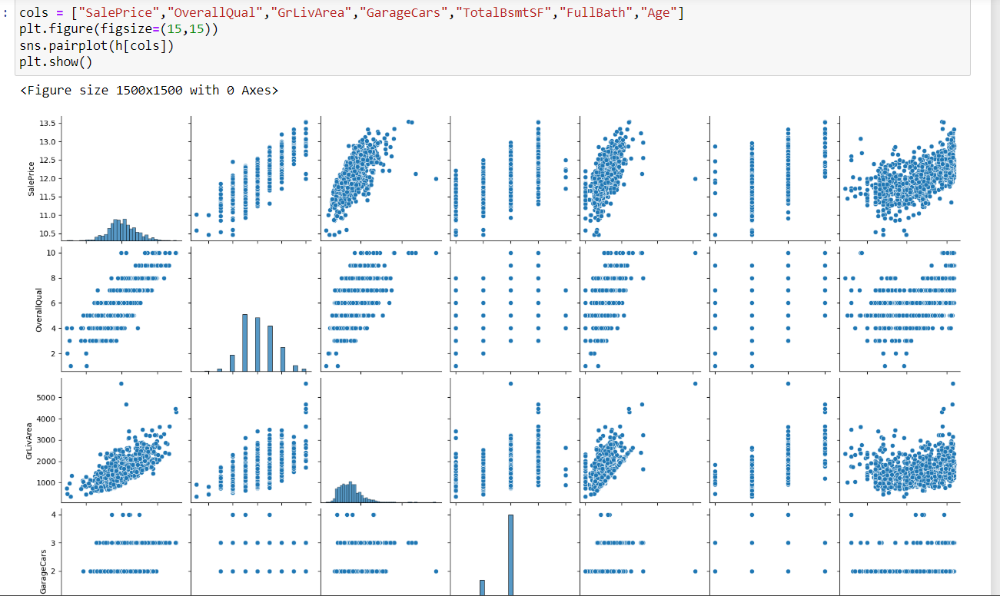 : cols = ["SalePrice","OverallQual","GrLivArea","GarageCars","TotalBsmtSF","FullBath","Age"]
plt.figure(figsize=(15,15))
sns.pairplot(h[cols])
plt.show()
<Figure size 1500x1500 with 0 Axes>
13.5
13.0
12.5
12.0
11.5
11.0
10.5
SalePrice
10
8
6
4
2
OverallQual
5000
4000
3000
2000
1000
GrLivArea
4
3
2
GarageCars